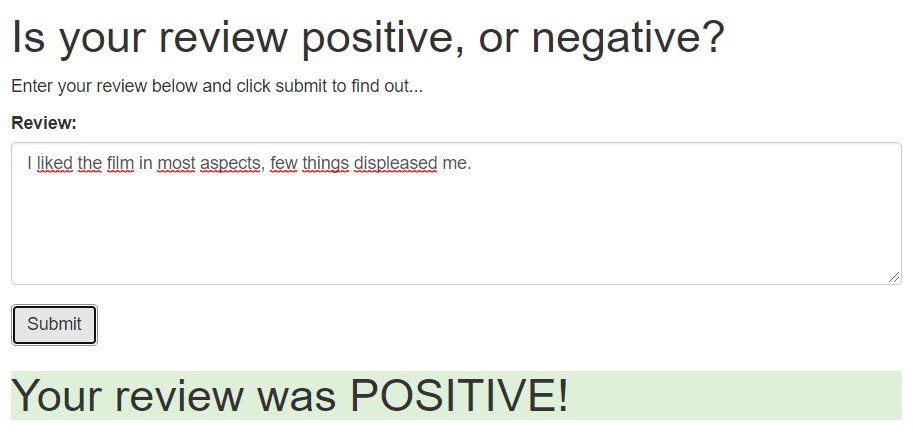 Is your review positive, or negative?
Enter your review below and click submit to find out...
Review:
I liked the film in most aspects, few things displeased me.
Submit
Your review was POSITIVE!